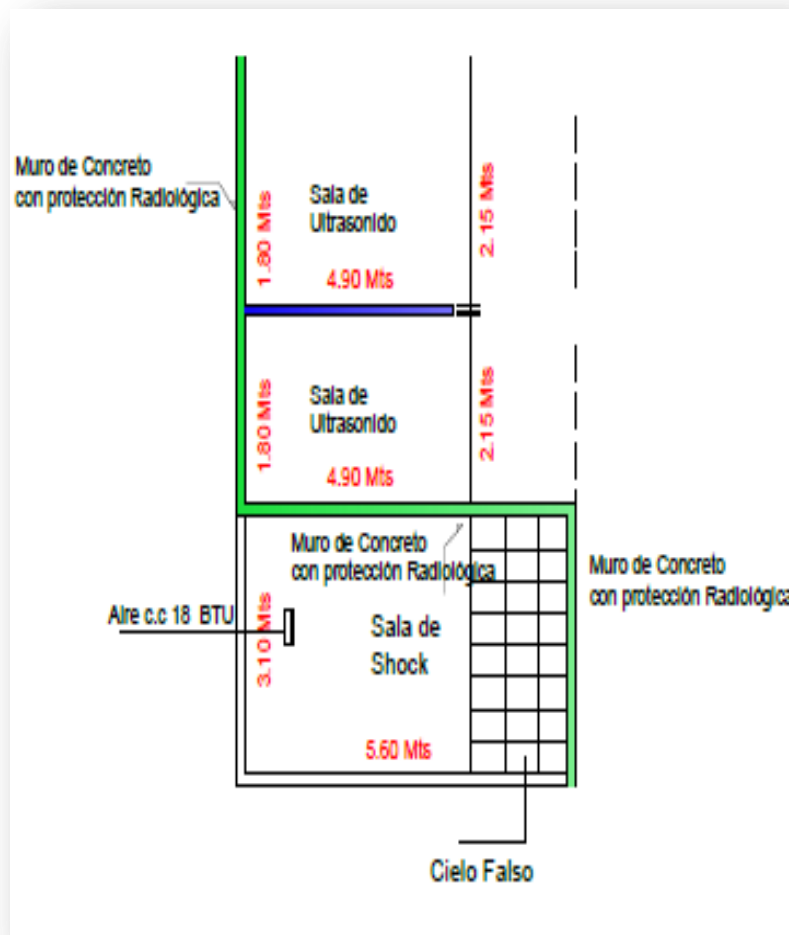 Muro de Concreto
con protección Radiológica
1.80 Mts
Sala de
Ultrasonido
4.90 Mts
2.15 Mts
1.80 Mts
Sala de
Ultrasonido
4.90 Mts
2.15 Mts
Muro de Concreto
con protección Radiológica
Muro de Concreto
con protección Radiológica
Aire c.c 18 BTU
3.10 Mts
Sala de
Shock
5.60 Mts
Cielo Falso